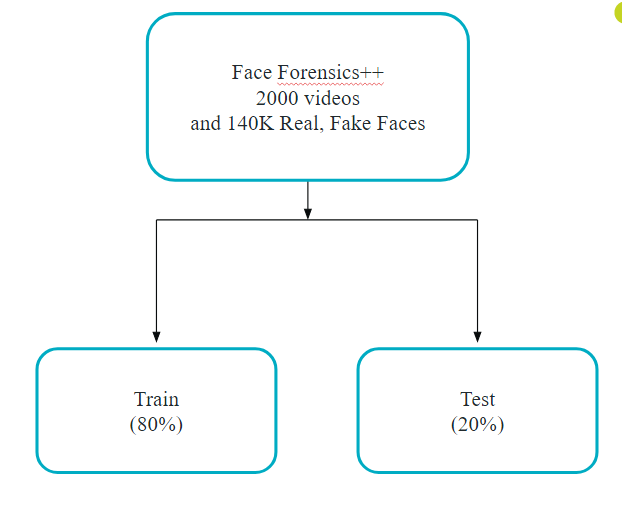 Face Forensics++
2000 videos
and 140K Real, Fake Faces
Train
(80%)
Test
(20%)